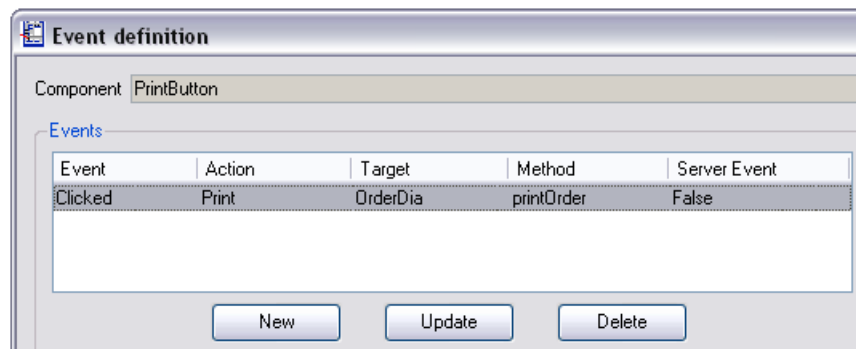 Event definition
Component PrintButton
Events
Event Action Target Method Server Event
Clicked Print OrderDia printOrder False
New Update Delete